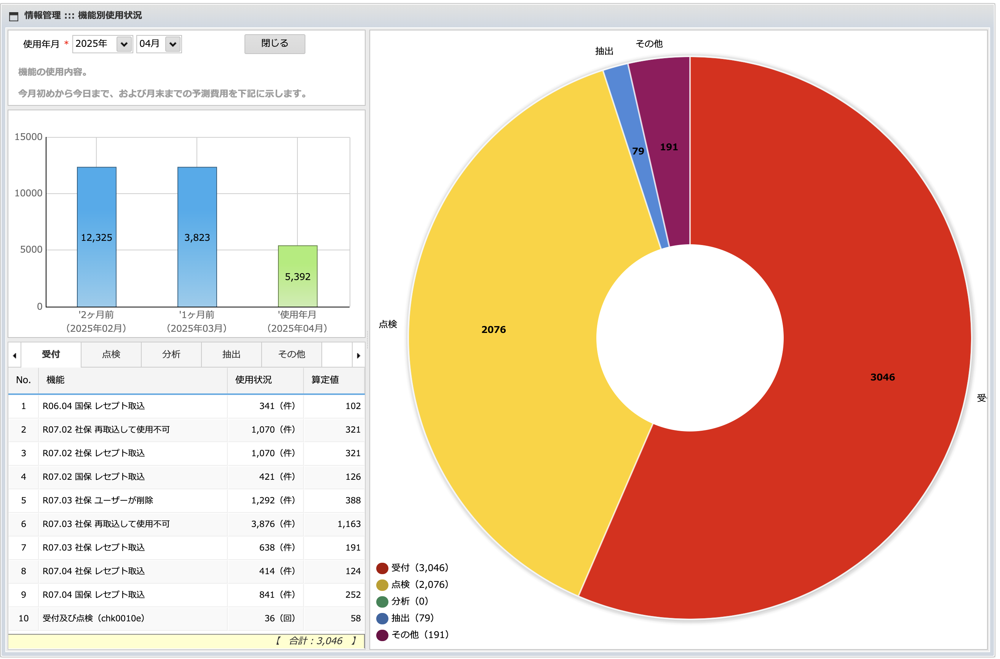 情報管理 ::: 機能別使用状況
使用年月 * 2025年 04月 閉じる
機能の使用内容。
今月初めから今日まで、および月末までの予測費用を下記に示します。
15000
10000
5000
0
12,325
3,823
5,392
'2ヶ月前 '1ヶ月前 '使用年月
（2025年02月） （2025年03月） （2025年04月）
受付 点検 分析 抽出 その他
No. 機能 使用状況 算定値
1 R06.04 国保 レセプト取込 341（件） 102
2 R07.02 社保 再取込して使用不可 1,070（件） 321
3 R07.02 社保 レセプト取込 1,070（件） 321
4 R07.02 国保 レセプト取込 421（件） 126
5 R07.03 社保 ユーザーが削除 1,292（件） 388
6 R07.03 社保 再取込して使用不可 3,876（件） 1,163
7 R07.03 社保 レセプト取込 638（件） 191
8 R07.04 社保 レセプト取込 414（件） 124
9 R07.04 国保 レセプト取込 841（件） 252
10 受付及び点検（chk0010e） 36（回） 58
【 合計：3,046 】
抽出
その他
79
191
点検
2076
3046
受
受付（3,046）
点検（2,076）
分析（0）
抽出（79）
その他（191）